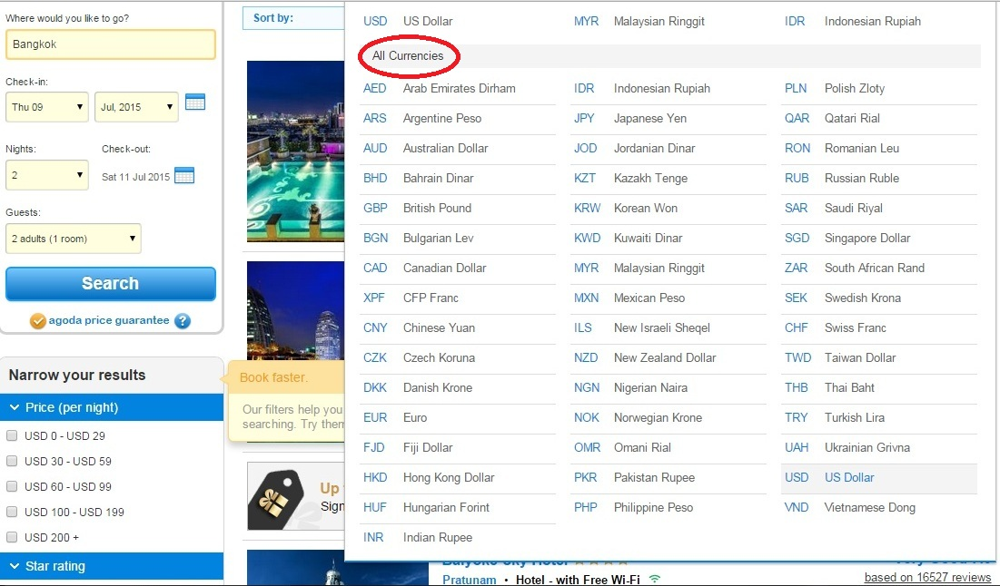 Where would you like to go?
Bangkok
Check-in:
Thu 09
Jul, 2015
Nights:
Check-out:
2
Sat 11 Jul 2015
Guests:
2 adults (1 room)
Search
agoda price guarantee ?
Narrow your results
Price (per night)
USD 0 - USD 29
USD 30 - USD 59
USD 60 - USD 99
USD 100 - USD 199
USD 200 +
Star rating
Sort by:
Book faster.
Our filters help you
searching. Try them
Up
Sign
USD US Dollar
MYR Malaysian Ringgit
IDR Indonesian Rupiah
All Currencies
AED Arab Emirates Dirham
ARS Argentine Peso
AUD Australian Dollar
BHD Bahrain Dinar
GBP British Pound
BGN Bulgarian Lev
CAD Canadian Dollar
XPF CFP Franc
CNY Chinese Yuan
CZK Czech Koruna
DKK Danish Krone
EUR Euro
FJD Fiji Dollar
HKD Hong Kong Dollar
HUF Hungarian Forint
INR Indian Rupee
IDR Indonesian Rupiah
JPY Japanese Yen
JOD Jordanian Dinar
KZT Kazakh Tenge
KRW Korean Won
KWD Kuwaiti Dinar
MYR Malaysian Ringgit
MXN Mexican Peso
ILS New Israeli Sheqel
NZD New Zealand Dollar
NGN Nigerian Naira
NOK Norwegian Krone
OMR Omani Rial
PKR Pakistan Rupee
PHP Philippine Peso
PLN Polish Zloty
QAR Qatari Rial
RON Romanian Leu
RUB Russian Ruble
SAR Saudi Riyal
SGD Singapore Dollar
ZAR South African Rand
SEK Swedish Krona
CHF Swiss Franc
TWD Taiwan Dollar
THB Thai Baht
TRY Turkish Lira
UAH Ukrainian Grivna
USD US Dollar
VND Vietnamese Dong
Pratunam • Hotel - with Free Wi-Fi
based on 16527 reviews